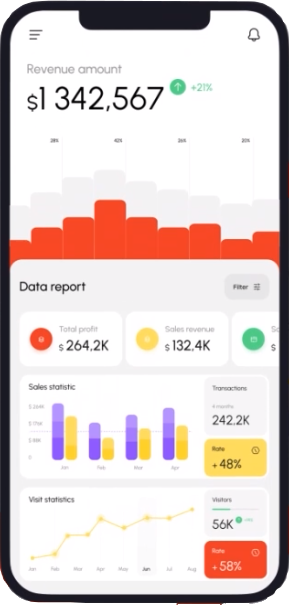 Revenue amount
$1 342,567 +21%
28% 42% 26% 20%
Data report
Filter
Total profit
$ 264,2K
Sales revenue
$ 132,4K
$
Sales statistic
Jan Feb Mar Apr
Transactions
4 months
242.2K
Rate
+48%
Visit statistics
Jan Feb Mar Apr May Jun Jul Aug
Visitors
56K
Rate
+58%